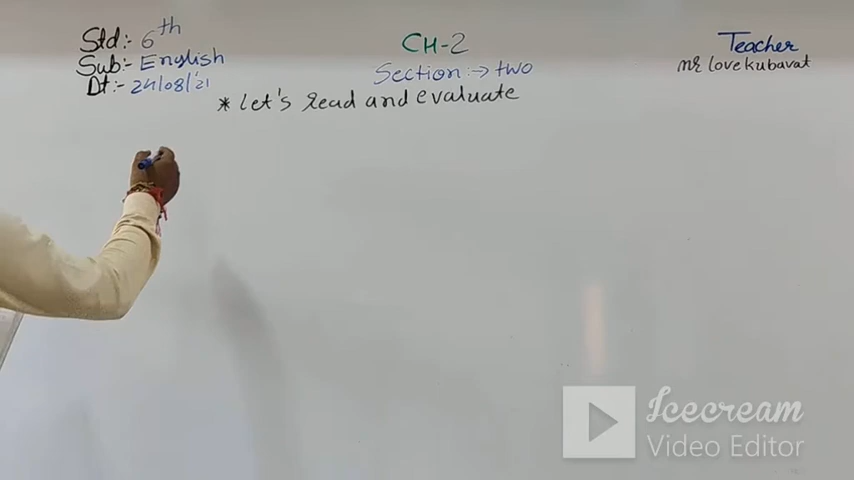 Std:- 6th
Sub:- English
Dt:- 24/08/'21
CH-2
Section:-> two
* Let's read and evaluate
Teacher
mr love kubavat
Icecream
Video Editor